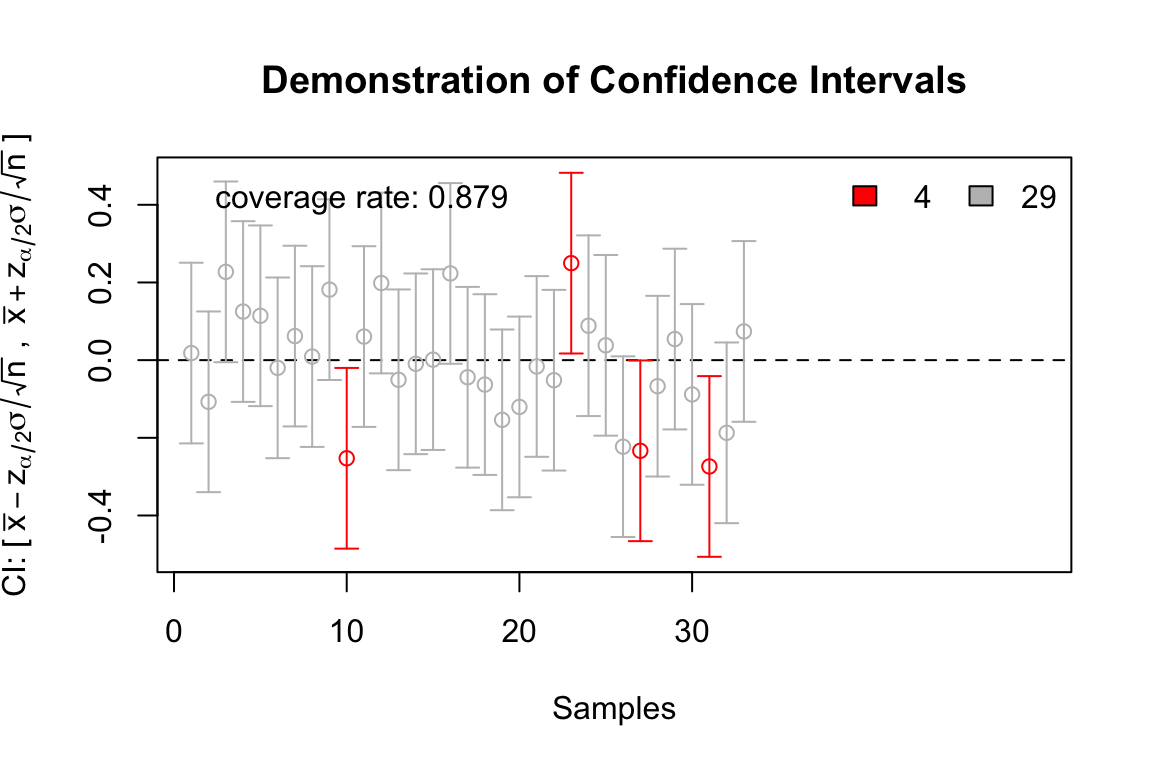 Demonstration of Confidence Intervals
CI: [ x̅ − zα/2σ/√n , x̅ + zα/2σ/√n ]
0.4
0.2
0.0
-0.4
coverage rate: 0.879
4
29
0 10 20 30
Samples